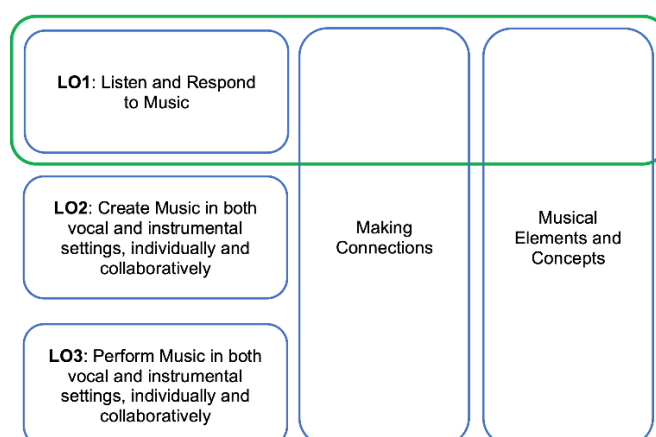 LO1: Listen and Respond
to Music
LO2: Create Music in both
vocal and instrumental
settings, individually and
collaboratively
Making
Connections
Musical
Elements and
Concepts
LO3: Perform Music in both
vocal and instrumental
settings, individually and
collaboratively